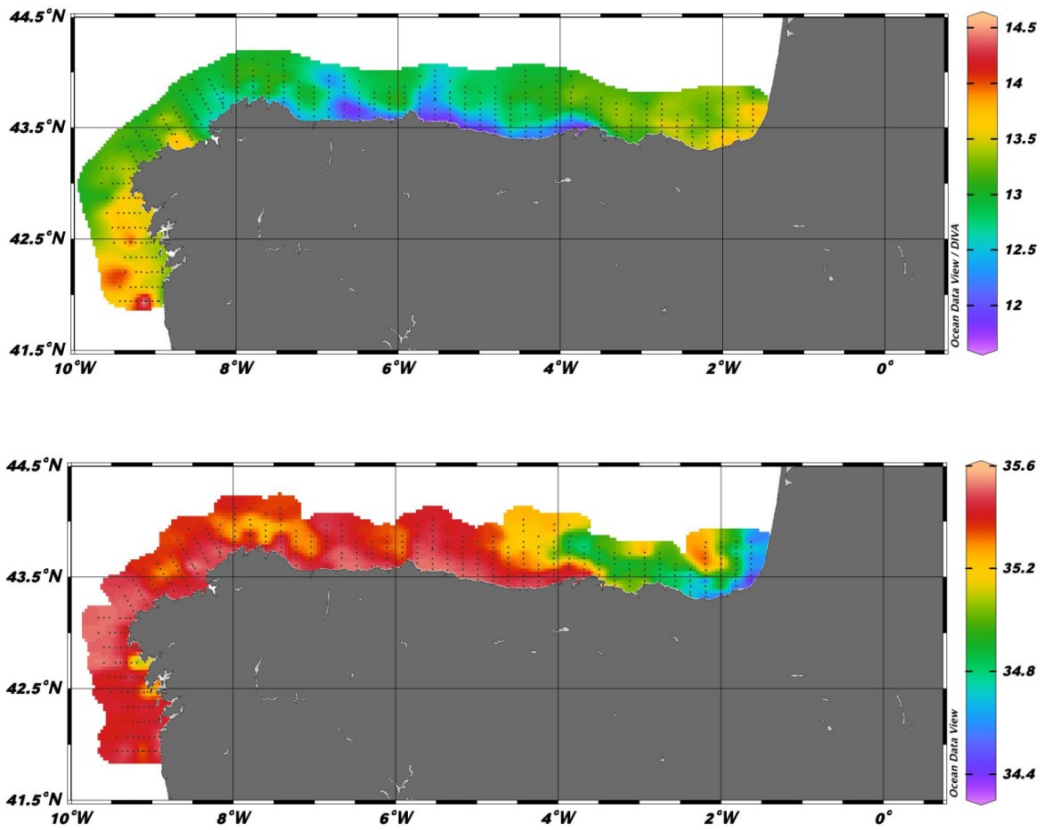 44.5°N
43.5°N
42.5°N
41.5°N
10°W 8°W 6°W 4°W 2°W 0°
14.5
14
13.5
13
12.5
12
Ocean Data View / DIVA
44.5°N
43.5°N
42.5°N
41.5°N
10°W 8°W 6°W 4°W 2°W 0°
35.6
35.2
34.8
34.4
Ocean Data View